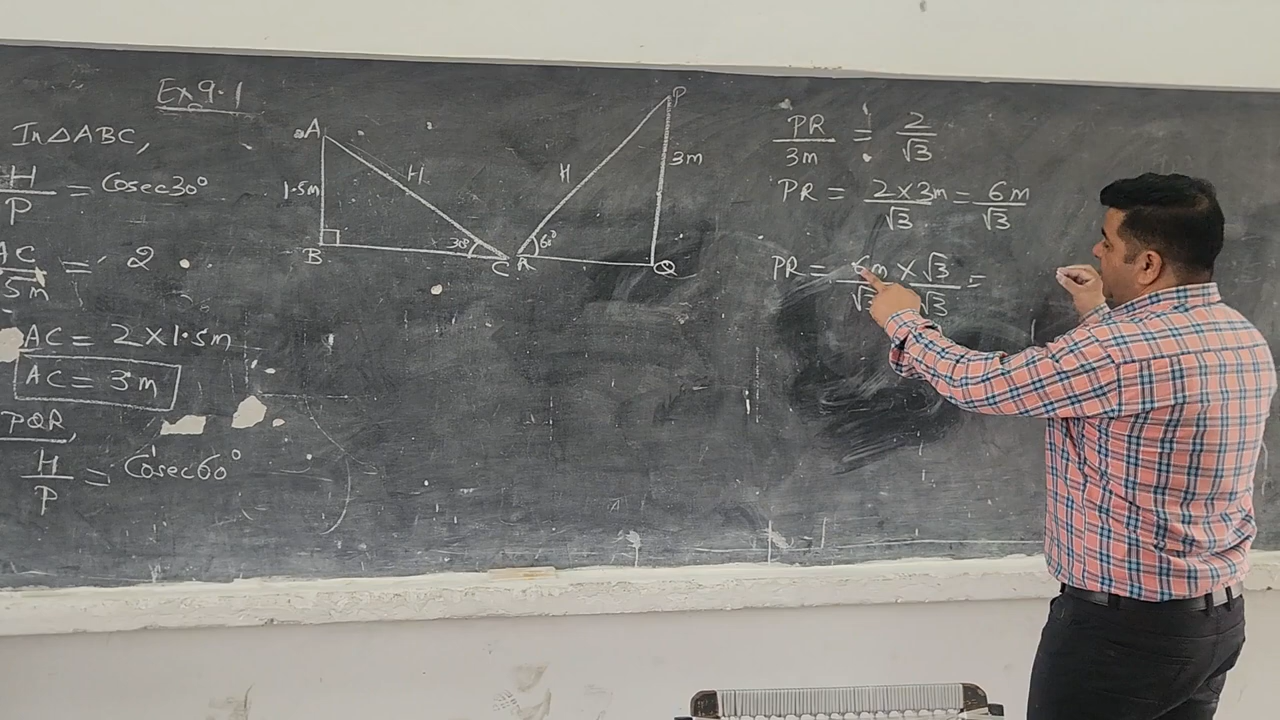 Ex 9.1
In △ABC,
H/P = Cosec30°
AC/5m = 2
AC = 2 × 1.5m
AC = 3m
PQR,
H/P = Cosec60°
A
1.5m
H
B
30°
C
P
H
3m
R
60°
Q
PR/3m = 2/√3
PR = 2×3m/√3 = 6m/√3
PR = 6m/√3 × √3/√3 =